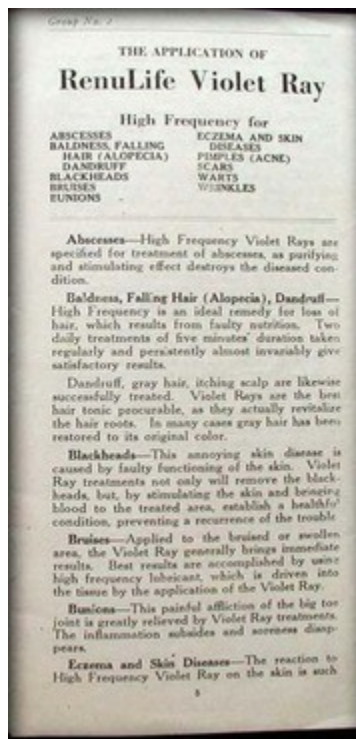 Group No. 1
THE APPLICATION OF
RenuLife Violet Ray
High Frequency for
ABSCESSES
BALDNESS, FALLING
HAIR (ALOPECIA)
DANDRUFF
BLACKHEADS
BRUISES
BUNIONS
ECZEMA AND SKIN
DISEASES
PIMPLES (ACNE)
SCARS
WARTS
WRINKLES
Abscesses—High Frequency Violet Rays are
specified for treatment of abscesses, as purifying
and stimulating effect destroys the diseased con-
dition.
Baldness, Falling Hair (Alopecia), Dandruff—
High Frequency is an ideal remedy for loss of
hair, which results from faulty nutrition. Two
daily treatments of five minutes' duration taken
regularly and persistently almost invariably give
satisfactory results.
Dandruff, gray hair, itching scalp are likewise
successfully treated. Violet Rays are the best
hair tonic procurable, as they actually revitalize
the hair roots. In many cases gray hair has been
restored to its original color.
Blackheads—This annoying skin disease is
caused by faulty functioning of the skin. Violet
Ray treatments not only will remove the black-
heads, but, by stimulating the skin and bringing
blood to the treated area, establish a healthful
condition, preventing a recurrence of the trouble.
Bruises—Applied to the bruised or swollen
area, the Violet Ray generally brings immediate
results. Best results are accomplished by using
high frequency lubricant, which is driven into
the tissue by the application of the Violet Ray.
Bunions—This painful affliction of the big toe
joint is greatly relieved by Violet Ray treatments.
The inflammation subsides and soreness disap-
pears.
Eczema and Skin Diseases—The reaction to
High Frequency Violet Ray on the skin is such